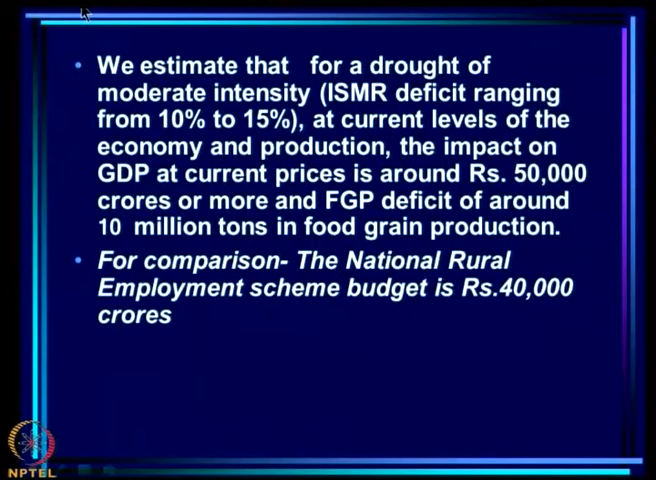 • We estimate that for a drought of
moderate intensity (ISMR deficit ranging
from 10% to 15%), at current levels of the
economy and production, the impact on
GDP at current prices is around Rs. 50,000
crores or more and FGP deficit of around
10 million tons in food grain production.
• For comparison- The National Rural
Employment scheme budget is Rs.40,000
crores
NPTEL